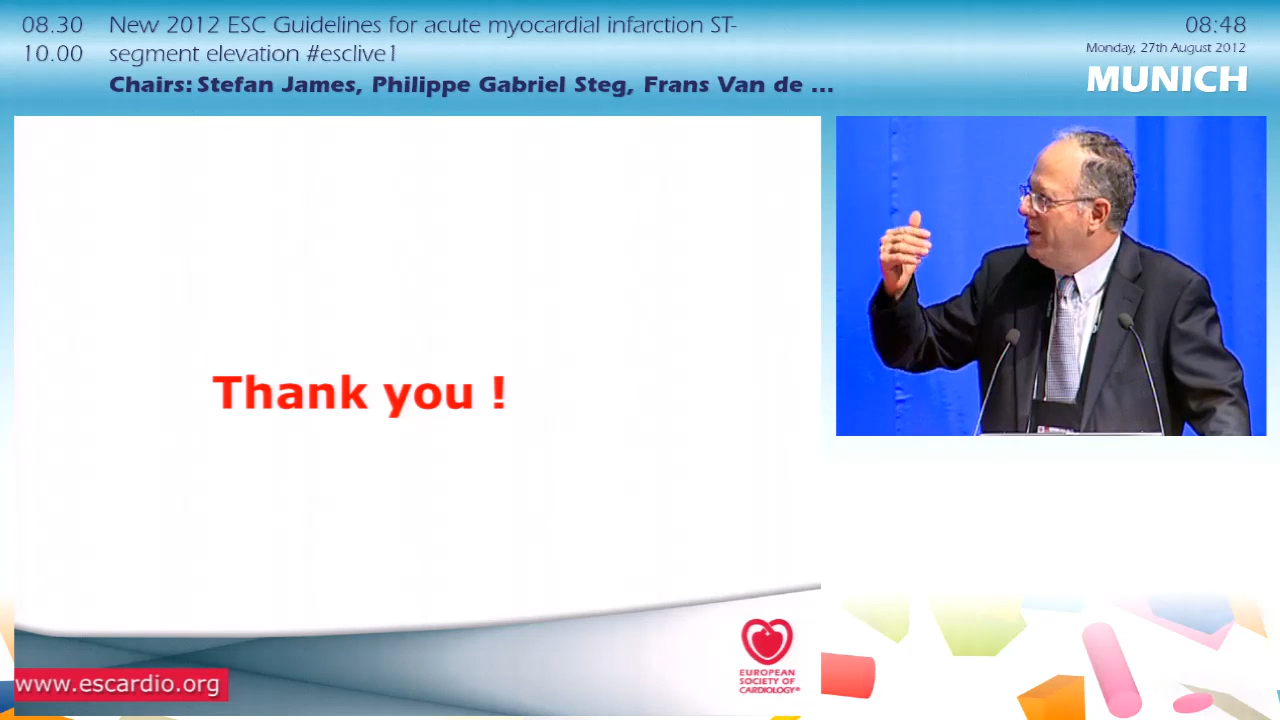 08.30 New 2012 ESC Guidelines for acute myocardial infarction ST-
10.00 segment elevation #esclive1
Chairs: Stefan James, Philippe Gabriel Steg, Frans Van de ...
08:48
Monday, 27th August 2012
MUNICH
Thank you !
EUROPEAN
SOCIETY OF
CARDIOLOGY®
www.escardio.org